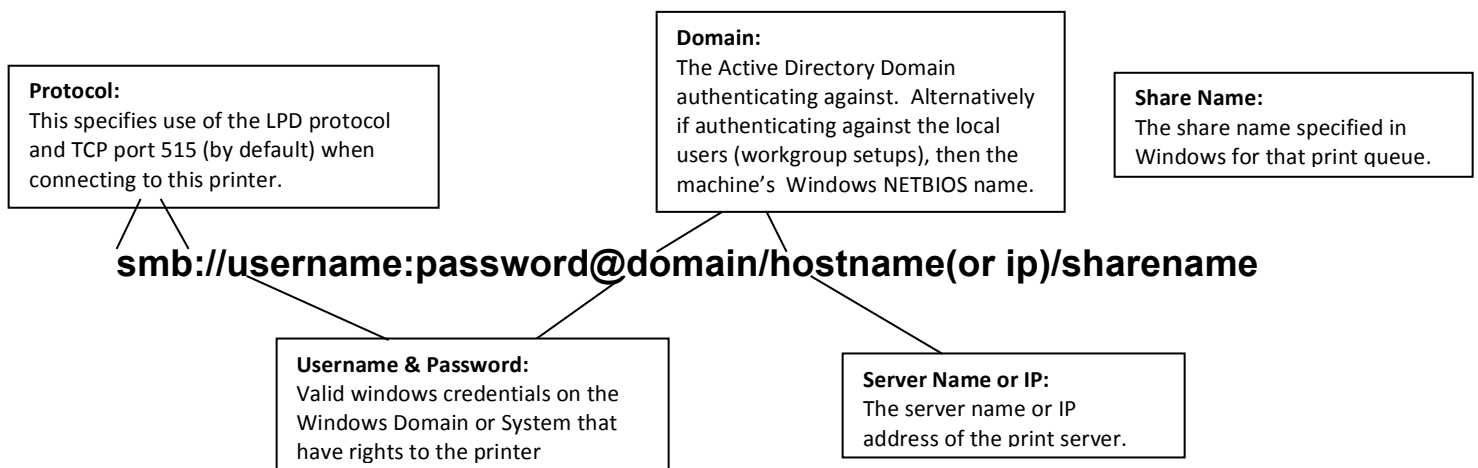 Protocol:
This specifies use of the LPD protocol
and TCP port 515 (by default) when
connecting to this printer.
Domain:
The Active Directory Domain
authenticating against.  Alternatively
if authenticating against the local
users (workgroup setups), then the
machine’s  Windows NETBIOS name.
Share Name:
The share name specified in
Windows for that print queue.
smb://username:password@domain/hostname(or ip)/sharename
Username & Password:
Valid windows credentials on the
Windows Domain or System that
have rights to the printer
Server Name or IP:
The server name or IP
address of the print server.